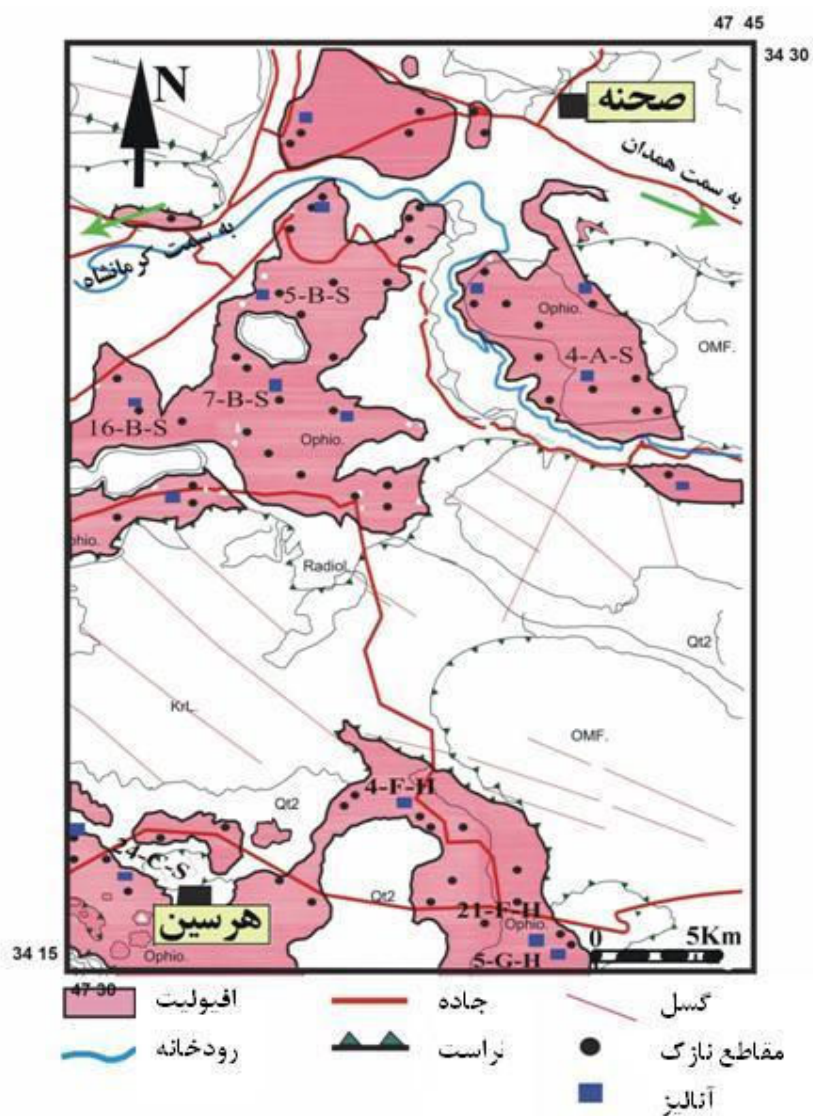 47 45
34 30
N
صحنه
به سمت همدان
به سمت کرمانشاه
5-B-S
Ophio.
OMF.
4-A-S
7-B-S
16-B-S
Ophio.
phio.
Radiol.
Qt2
KrL.
OMF.
4-F-H
Qt2
24-C-S
Qt2
هرسین
21-F-H
Ophio.
Ophio.
5-G-H
0 5Km
34 15
47 30
افیولیت
جاده
گسل
رودخانه
تراست
مقاطع نازک
آنالیز